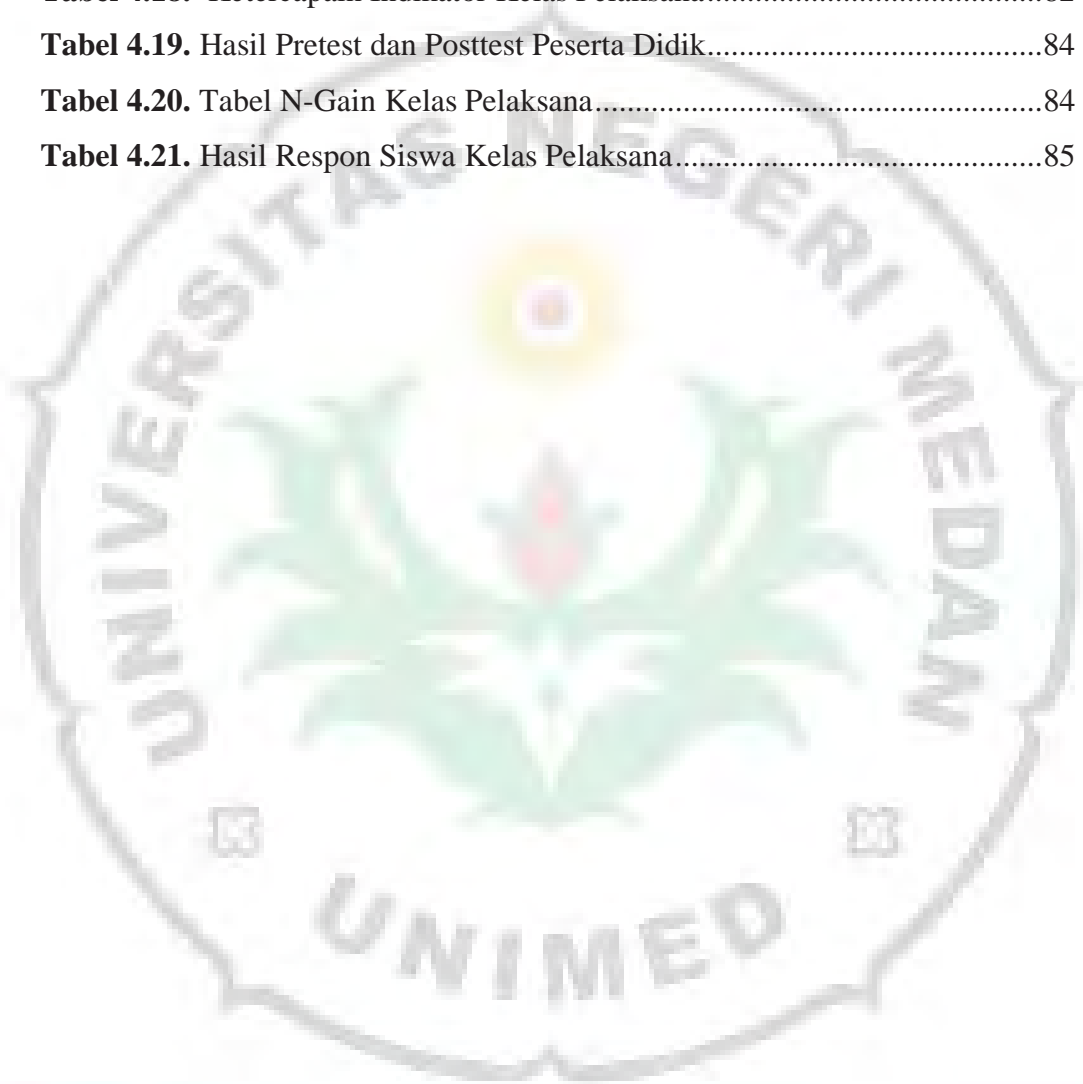 Tabel 4.19. Hasil Pretest dan Posttest Peserta Didik..........................................84
Tabel 4.20. Tabel N-Gain Kelas Pelaksana........................................................84
Tabel 4.21. Hasil Respon Siswa Kelas Pelaksana..............................................85
UNIVERSITAS NEGERI MEDAN
UNIMED